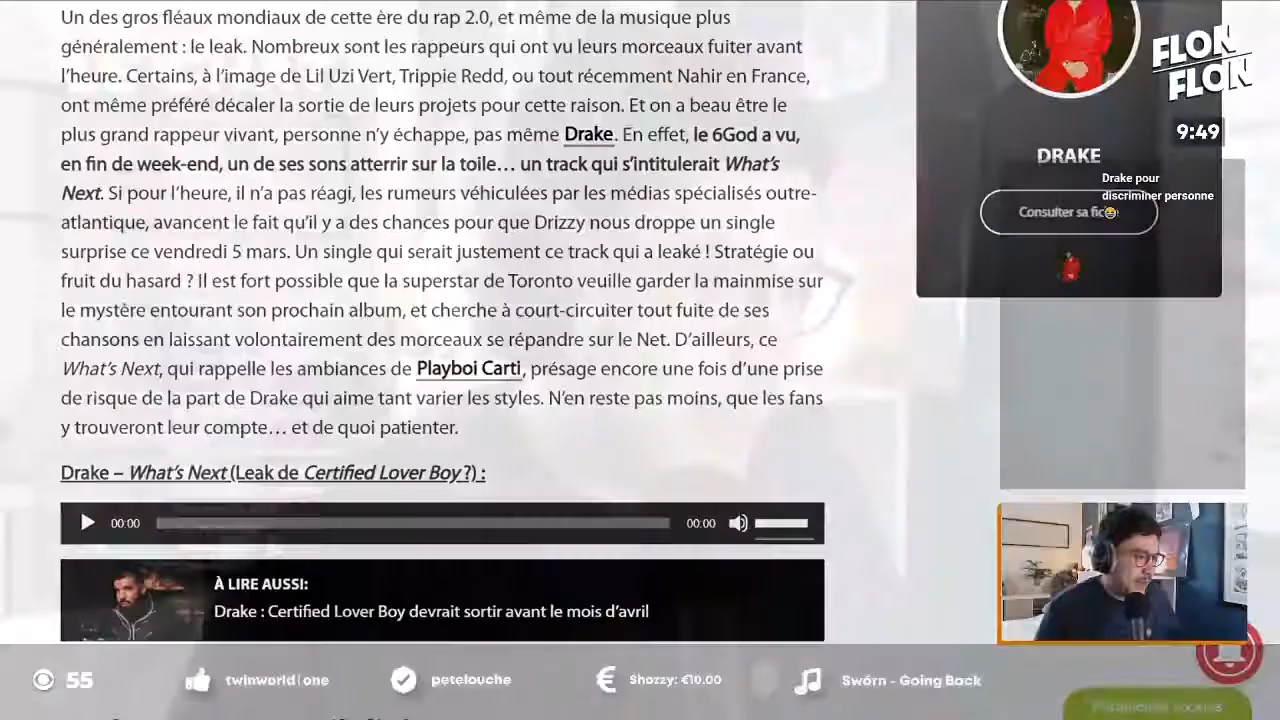 Un des gros fléaux mondiaux de cette ère du rap 2.0, et même de la musique plus
généralement : le leak. Nombreux sont les rappeurs qui ont vu leurs morceaux fuiter avant
l’heure. Certains, à l’image de Lil Uzi Vert, Trippie Redd, ou tout récemment Nahir en France,
ont même préféré décaler la sortie de leurs projets pour cette raison. Et on a beau être le
plus grand rappeur vivant, personne n’y échappe, pas même Drake. En effet, le 6God a vu,
en fin de week-end, un de ses sons atterrir sur la toile… un track qui s’intitulerait What’s
Next. Si pour l’heure, il n’a pas réagi, les rumeurs véhiculées par les médias spécialisés outre-
atlantique, avancent le fait qu’il y a des chances pour que Drizzy nous droppe un single
surprise ce vendredi 5 mars. Un single qui serait justement ce track qui a leaké ! Stratégie ou
fruit du hasard ? Il est fort possible que la superstar de Toronto veuille garder la mainmise sur
le mystère entourant son prochain album, et cherche à court-circuiter tout fuite de ses
chansons en laissant volontairement des morceaux se répandre sur le Net. D’ailleurs, ce
What’s Next, qui rappelle les ambiances de Playboi Carti, présage encore une fois d’une prise
de risque de la part de Drake qui aime tant varier les styles. N’en reste pas moins, que les fans
y trouveront leur compte… et de quoi patienter.
Drake – What’s Next (Leak de Certified Lover Boy ?) :
00:00 00:00
À LIRE AUSSI:
Drake : Certified Lover Boy devrait sortir avant le mois d’avril
FLON
FLON
9:49
DRAKE
Drake pour
discriminer personne
Consulter sa fic
55 twinworld|one petelouche Shozzy: €10.00 Swörn - Going Back